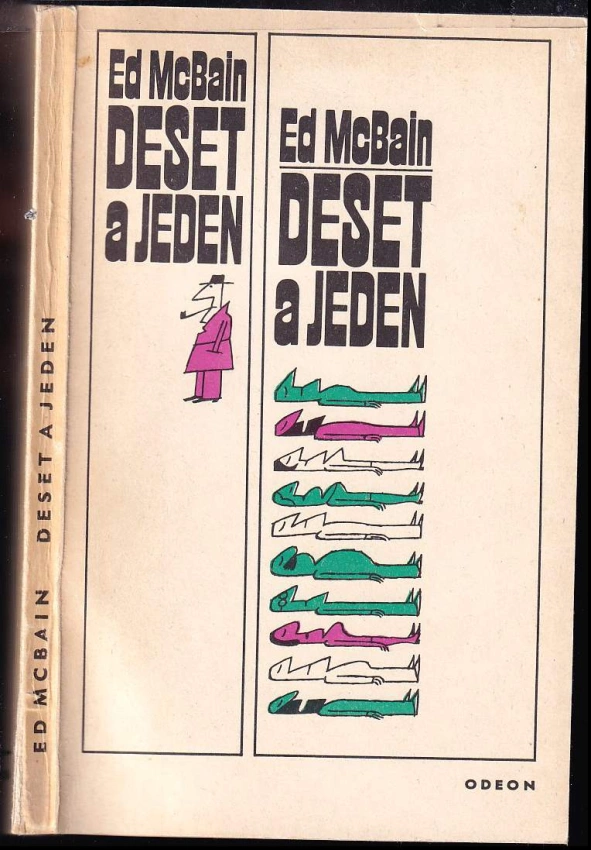 ED MCBAIN DESET A JEDEN
Ed McBain
DESET
a JEDEN
Ed McBain
DESET
a JEDEN
ODEON